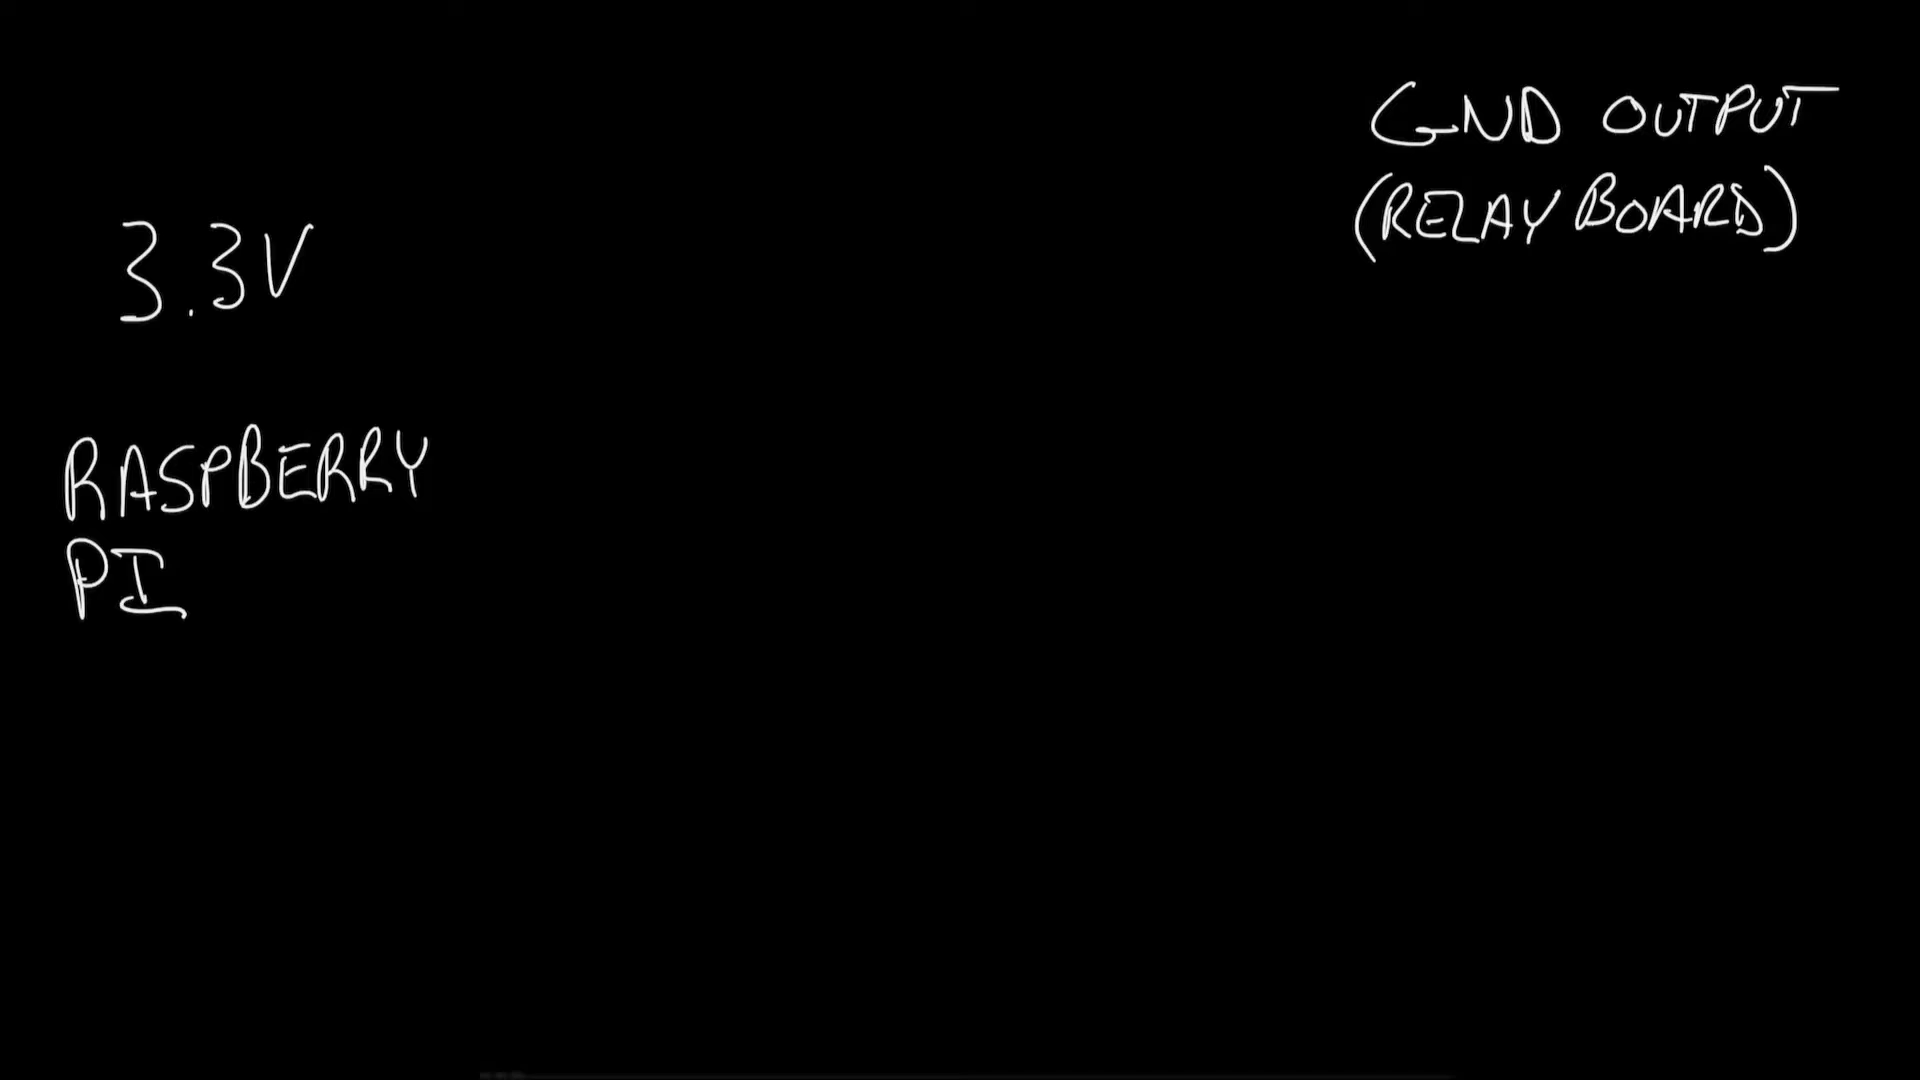 GND OUTPUT
(RELAY BOARD)
3.3V
RASPBERRY
PI